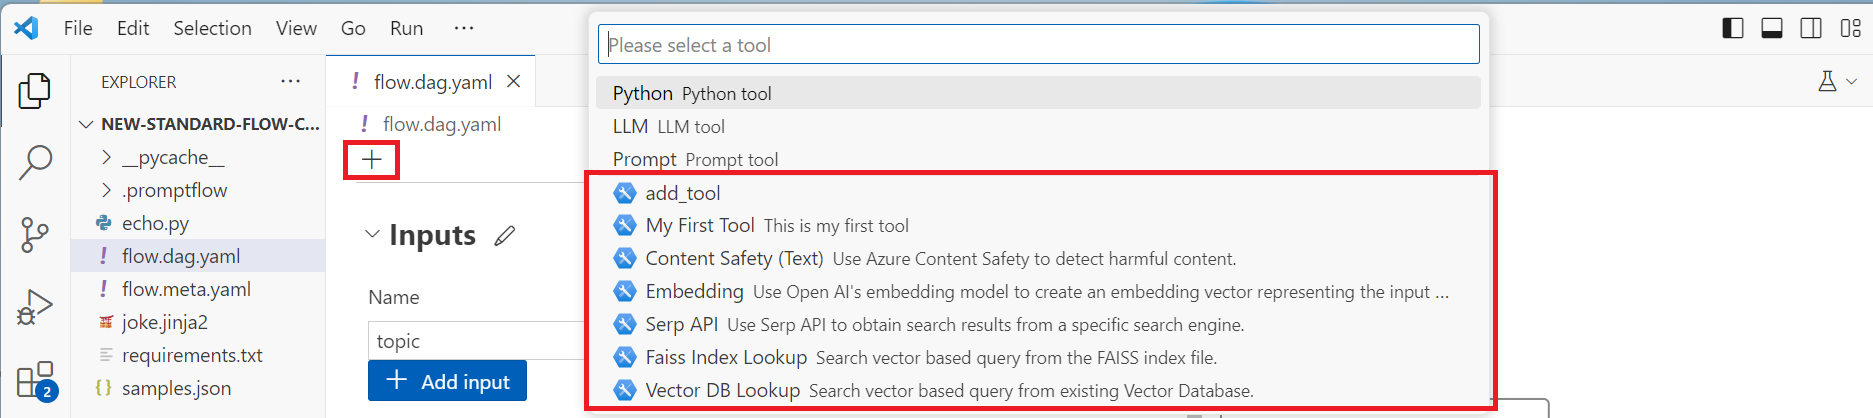 File Edit Selection View Go Run ···
Please select a tool
EXPLORER ···
NEW-STANDARD-FLOW-C...
__pycache__
.promptflow
echo.py
flow.dag.yaml
flow.meta.yaml
joke.jinja2
requirements.txt
samples.json
2
flow.dag.yaml
flow.dag.yaml
Inputs
Name
topic
Add input
Python Python tool
LLM LLM tool
Prompt Prompt tool
add_tool
My First Tool This is my first tool
Content Safety (Text) Use Azure Content Safety to detect harmful content.
Embedding Use Open AI's embedding model to create an embedding vector representing the input ...
Serp API Use Serp API to obtain search results from a specific search engine.
Faiss Index Lookup Search vector based query from the FAISS index file.
Vector DB Lookup Search vector based query from existing Vector Database.